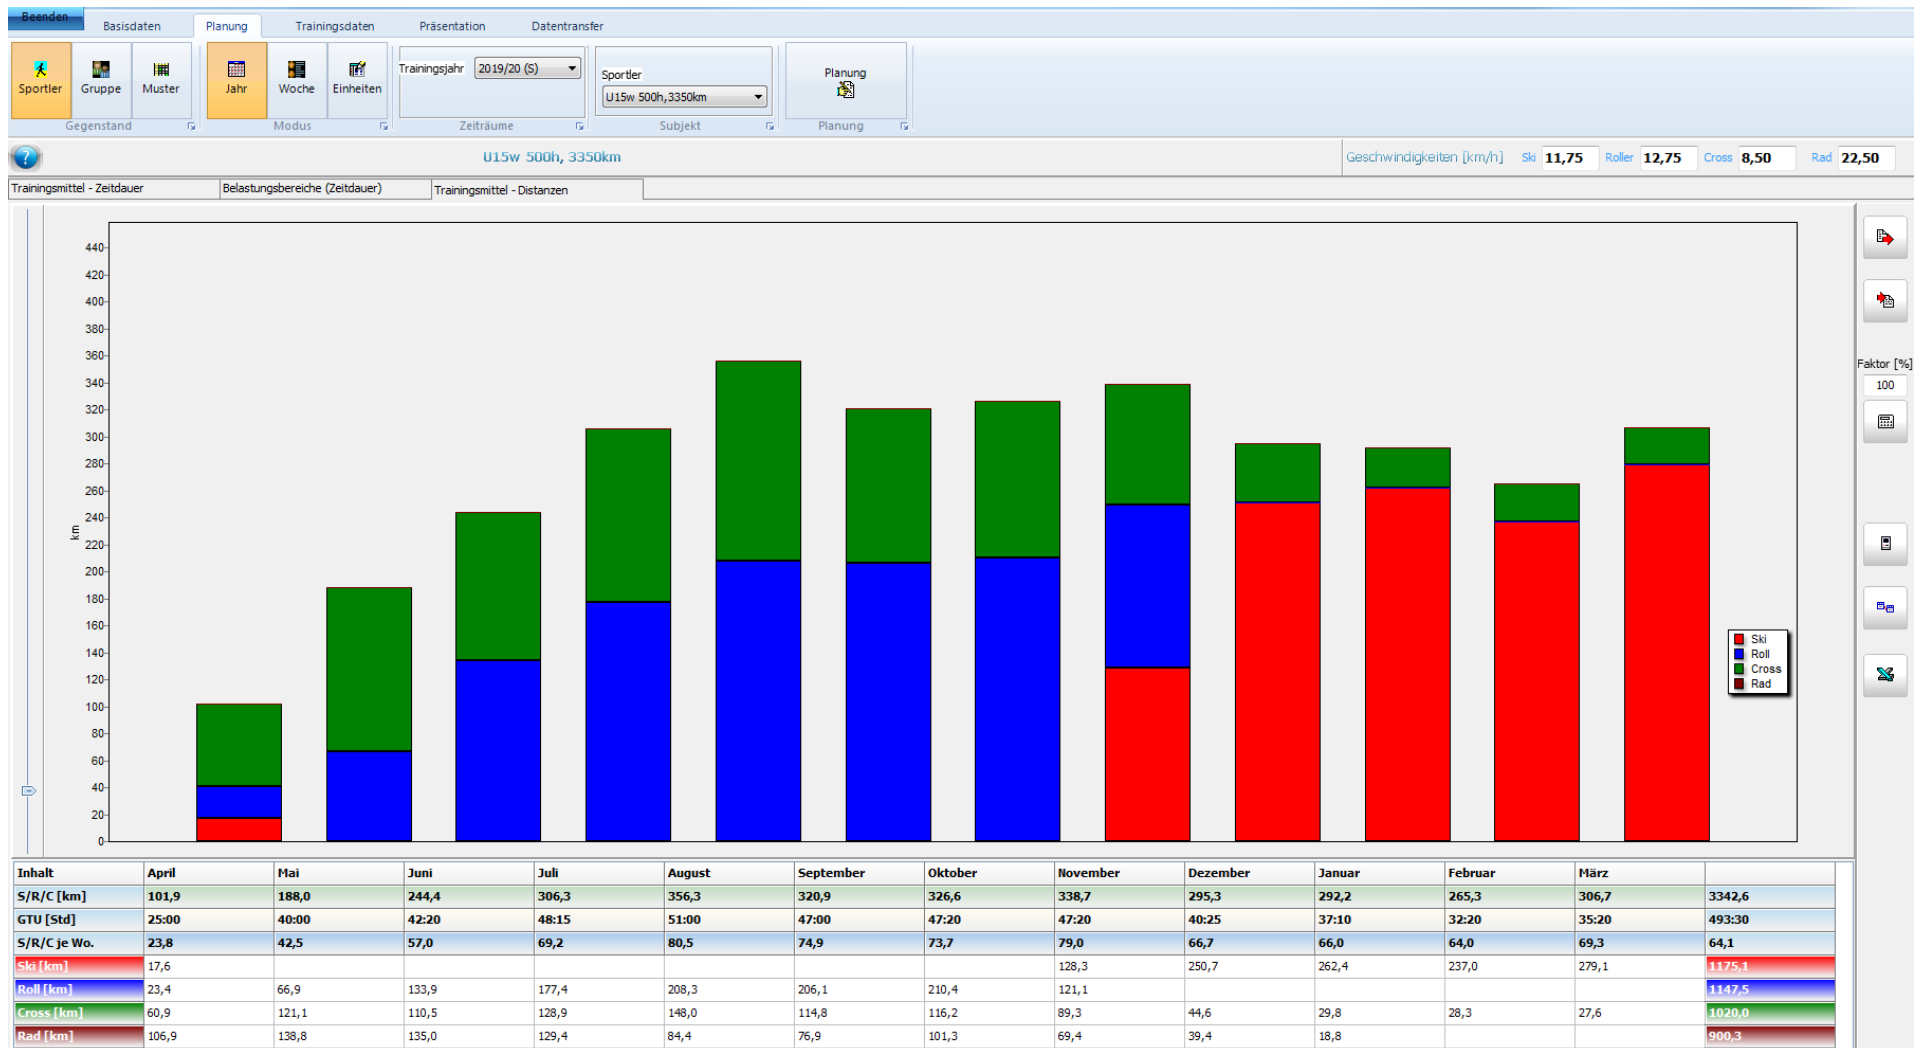 Beenden
Basisdaten Planung Trainingsdaten Präsentation Datentransfer
Sportler Gruppe Muster Jahr Woche Einheiten
Trainingsjahr 2019/20 (S)
Sportler
U15w 500h,3350km
Planung
Gegenstand Modus Zeiträume Subjekt Planung
U15w 500h, 3350km
Geschwindigkeiten [km/h] Ski 11,75 Roller 12,75 Cross 8,50 Rad 22,50
Trainingsmittel - Zeitdauer Belastungsbereiche (Zeitdauer) Trainingsmittel - Distanzen
440
420
400
380
360
340
320
300
280
260
240
220
200
180
160
140
120
100
80
60
40
20
0
km
Ski
Roll
Cross
Rad
Faktor [%]
100
Inhalt April Mai Juni Juli August September Oktober November Dezember Januar Februar März
S/R/C [km] 101,9 188,0 244,4 306,3 356,3 320,9 326,6 338,7 295,3 292,2 265,3 306,7 3342,6
GTU [Std] 25:00 40:00 42:20 48:15 51:00 47:00 47:20 47:20 40:25 37:10 32:20 35:20 493:30
S/R/C je Wo. 23,8 42,5 57,0 69,2 80,5 74,9 73,7 79,0 66,7 66,0 64,0 69,3 64,1
Ski [km] 17,6 128,3 250,7 262,4 237,0 279,1 1175,1
Roll [km] 23,4 66,9 133,9 177,4 208,3 206,1 210,4 121,1 1147,5
Cross [km] 60,9 121,1 110,5 128,9 148,0 114,8 116,2 89,3 44,6 29,8 28,3 27,6 1020,0
Rad [km] 106,9 138,8 135,0 129,4 84,4 76,9 101,3 69,4 39,4 18,8 900,3